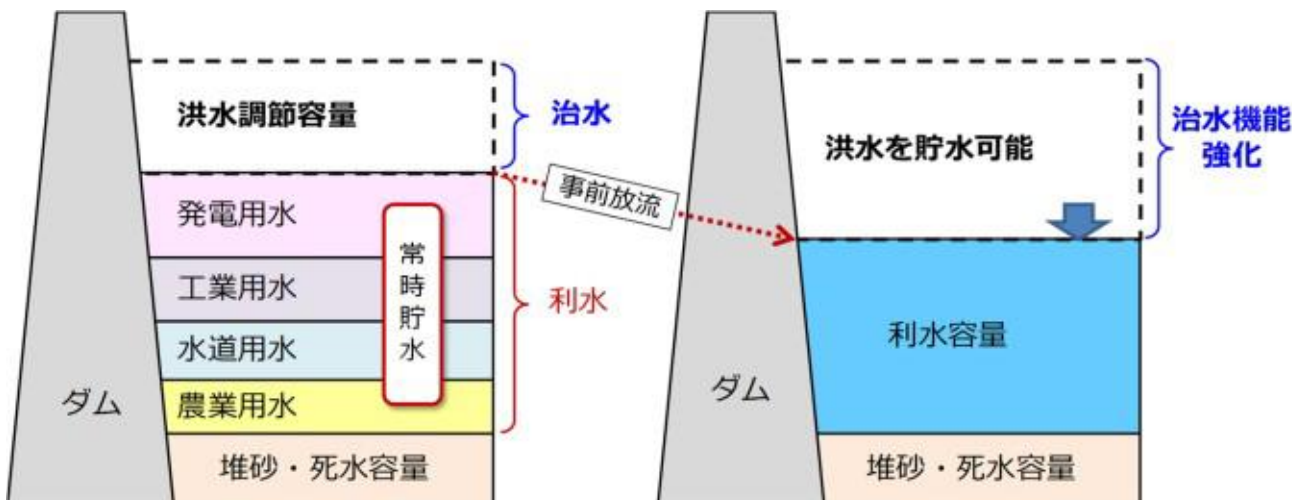 洪水調節容量
治水
発電用水
工業用水
水道用水
農業用水
常時貯水
利水
ダム
堆砂・死水容量
事前放流
洪水を貯水可能
治水機能
強化
利水容量
ダム
堆砂・死水容量